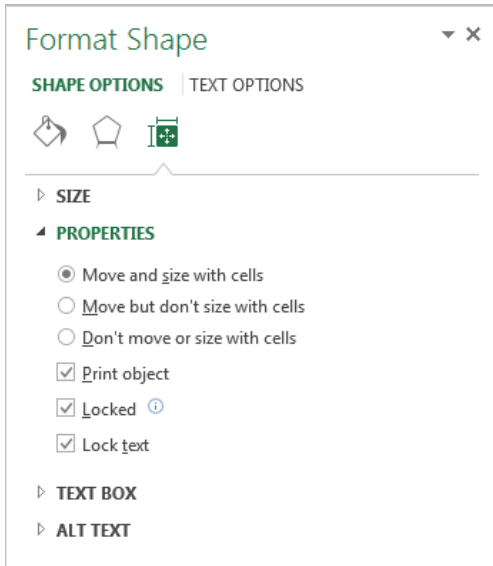 Format Shape
SHAPE OPTIONS TEXT OPTIONS
SIZE
PROPERTIES
Move and size with cells
Move but don't size with cells
Don't move or size with cells
Print object
Locked
Lock text
TEXT BOX
ALT TEXT